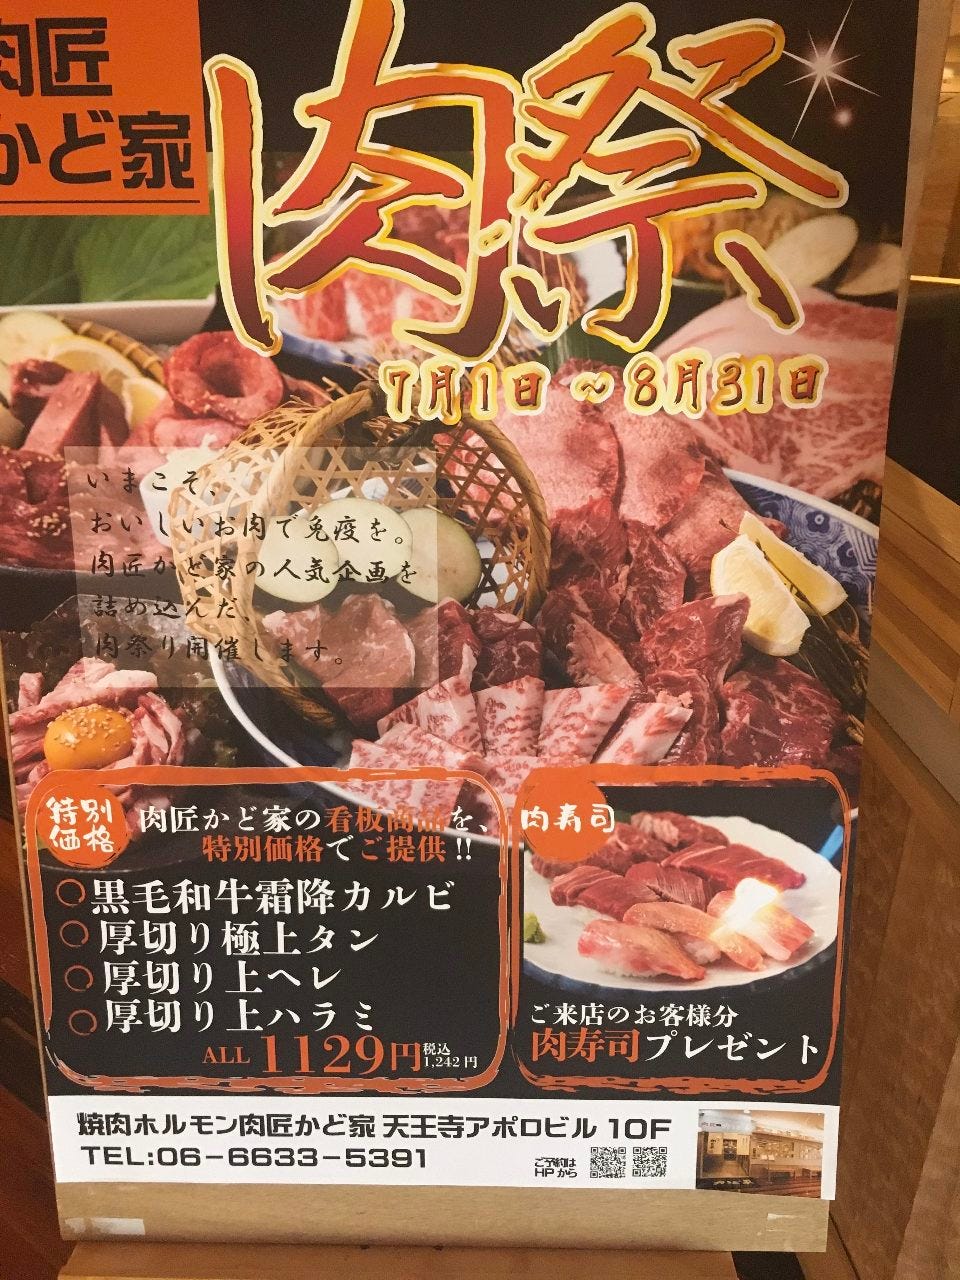 肉匠
かど家
肉祭
7月1日～8月31日
いまこそ、
おいしいお肉で免疫を。
肉匠かど家の人気企画を
詰め込んだ、
肉祭り開催します。
特別
価格
肉匠かど家の看板商品を、
特別価格でご提供!!
○黒毛和牛霜降カルビ
○厚切り極上タン
○厚切り上ヘレ
○厚切り上ハラミ
ALL 1129円 税込1,242円
肉寿司
ご来店のお客様分
肉寿司プレゼント
焼肉ホルモン肉匠かど家 天王寺アポロビル 10F
TEL:06-6633-5391
ご予約は
HPから